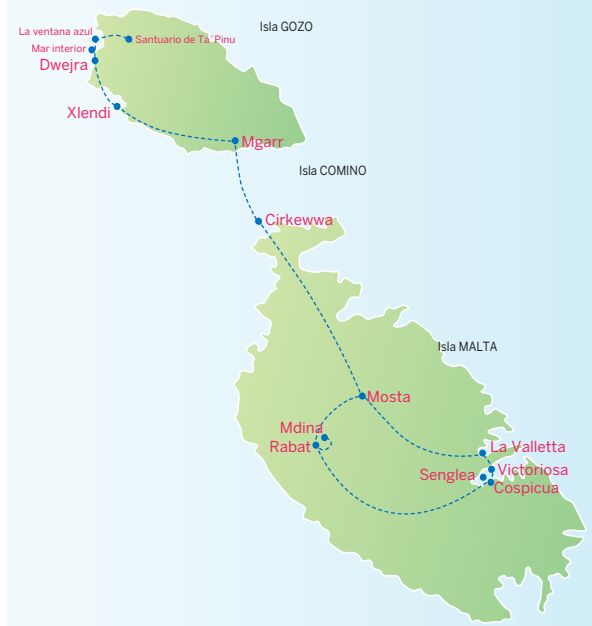 Isla GOZO
La ventana azul
Santuario de Ta´Pinu
Mar interior
Dwejra
Xlendi
Mgarr
Isla COMINO
Cirkewwa
Isla MALTA
Mosta
Mdina
Rabat
La Valletta
Victoriosa
Senglea
Cospicua